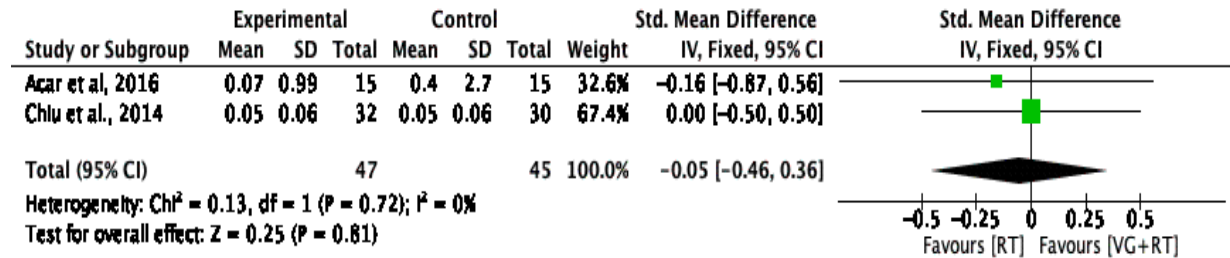 Experimental Control Std. Mean Difference Std. Mean Difference
Study or Subgroup Mean SD Total Mean SD Total Weight IV, Fixed, 95% CI IV, Fixed, 95% CI
Acar et al, 2016 0.07 0.99 15 0.4 2.7 15 32.6% −0.16 [−0.87, 0.56]
Chiu et al., 2014 0.05 0.06 32 0.05 0.06 30 67.4% 0.00 [−0.50, 0.50]
Total (95% CI) 47 45 100.0% −0.05 [−0.46, 0.36]
Heterogeneity: Chi² = 0.13, df = 1 (P = 0.72); I² = 0%
Test for overall effect: Z = 0.25 (P = 0.81)
−0.5 −0.25 0 0.25 0.5
Favours [RT] Favours [VG+RT]